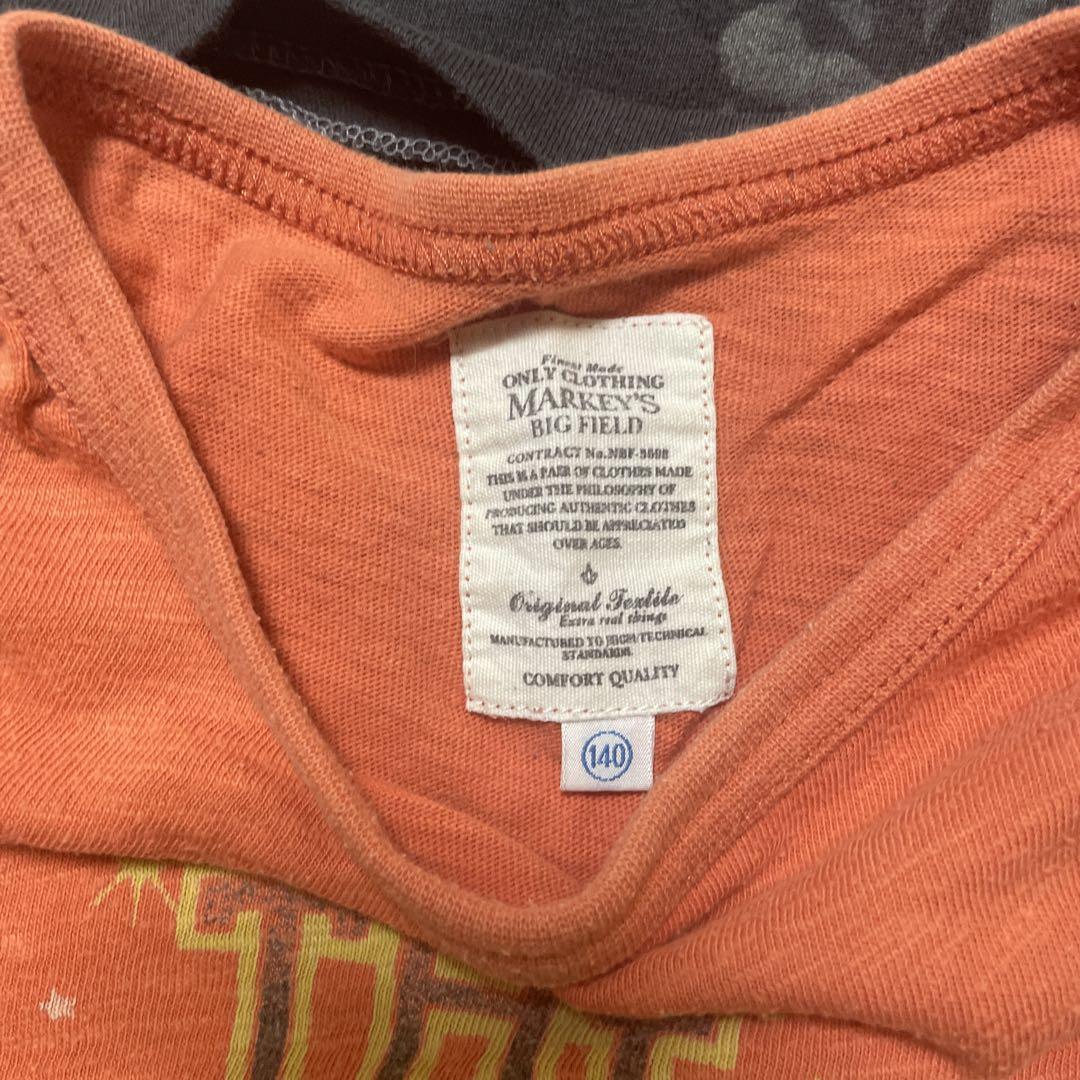 Finest Made
ONLY CLOTHING
MARKEY'S
BIG FIELD
CONTRACT No.NBF-3698
THIS IS A PAIR OF CLOTHES MADE
UNDER THE PHILOSOPHY OF
PRODUCING AUTHENTIC CLOTHES
THAT SHOULD BE APPRECIATED
OVER AGES.
Original Textile
Extra real things
MANUFACTURED TO HIGH/TECHNICAL
STANDARDS
COMFORT QUALITY
140